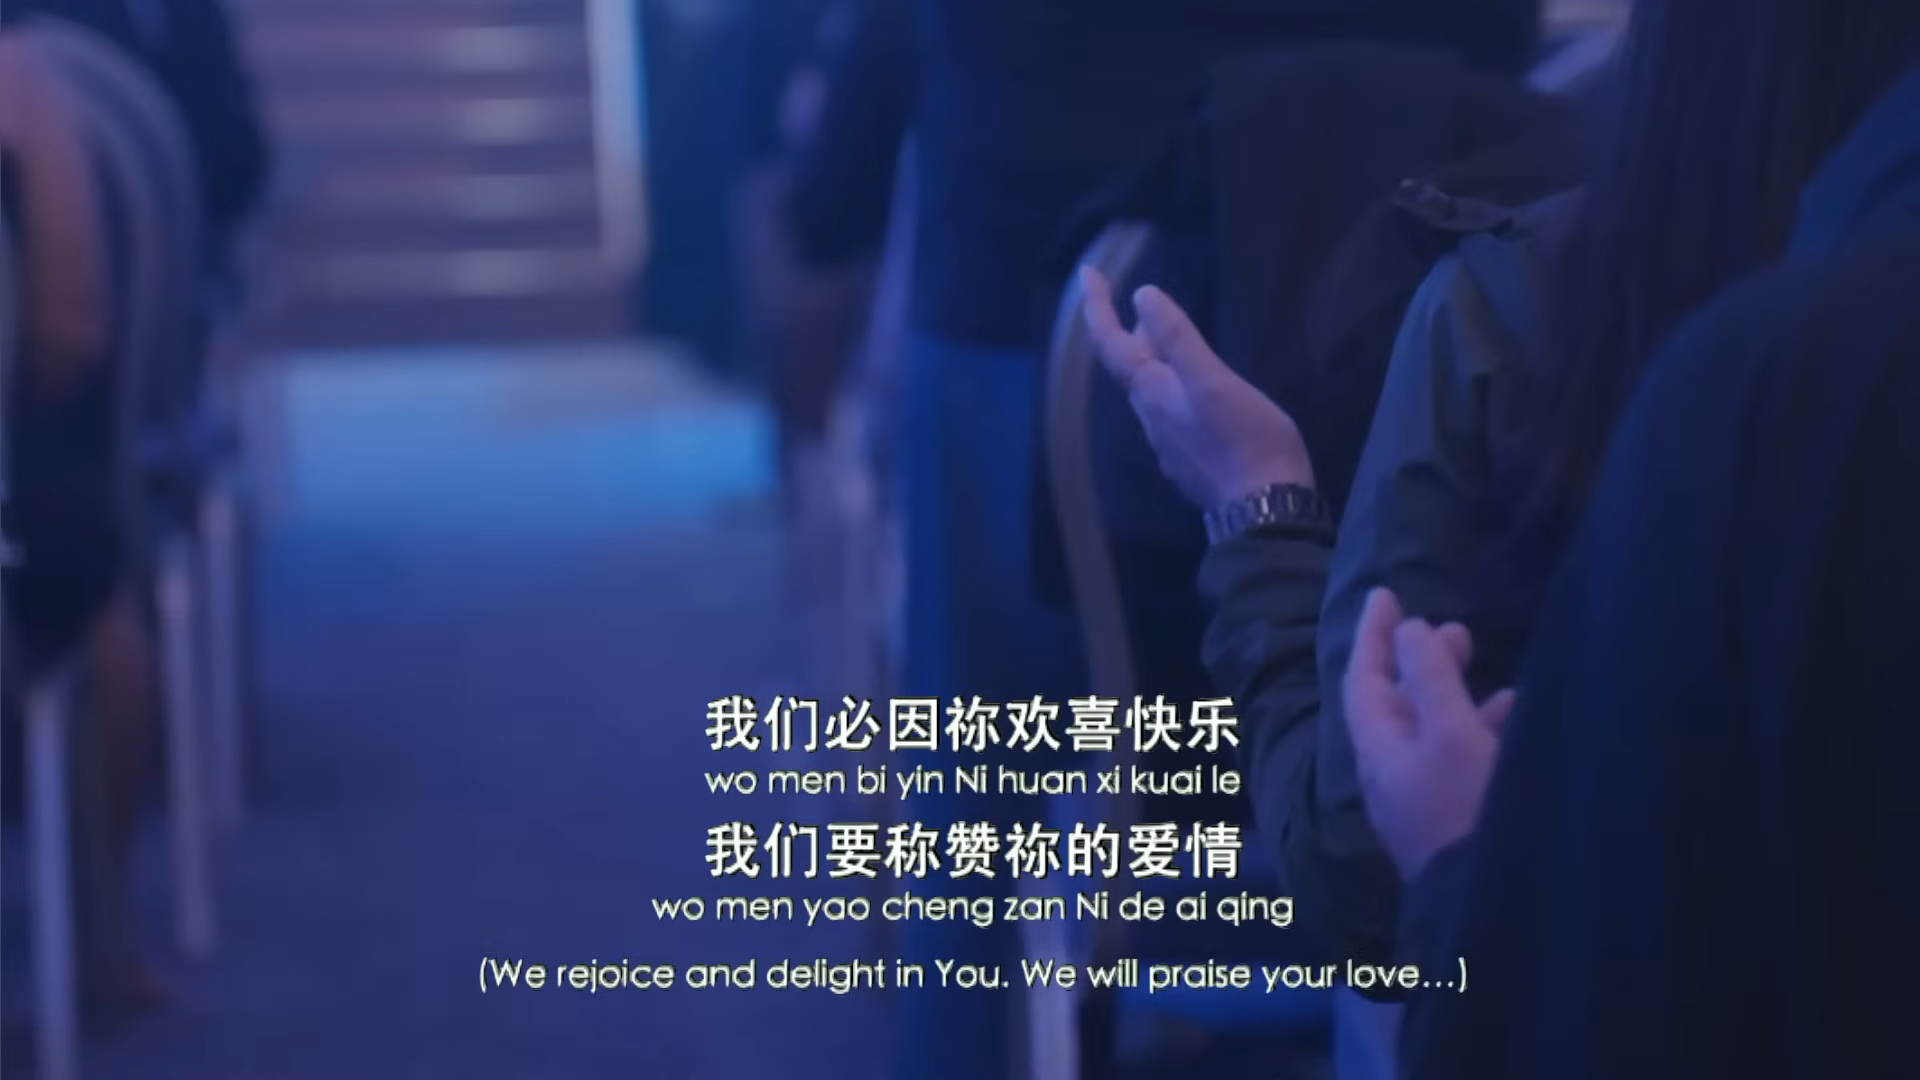 我们必因祢欢喜快乐
wo men bi yin Ni huan xi kuai le
我们要称赞祢的爱情
wo men yao cheng zan Ni de ai qing
(We rejoice and delight in You. We will praise your love...)